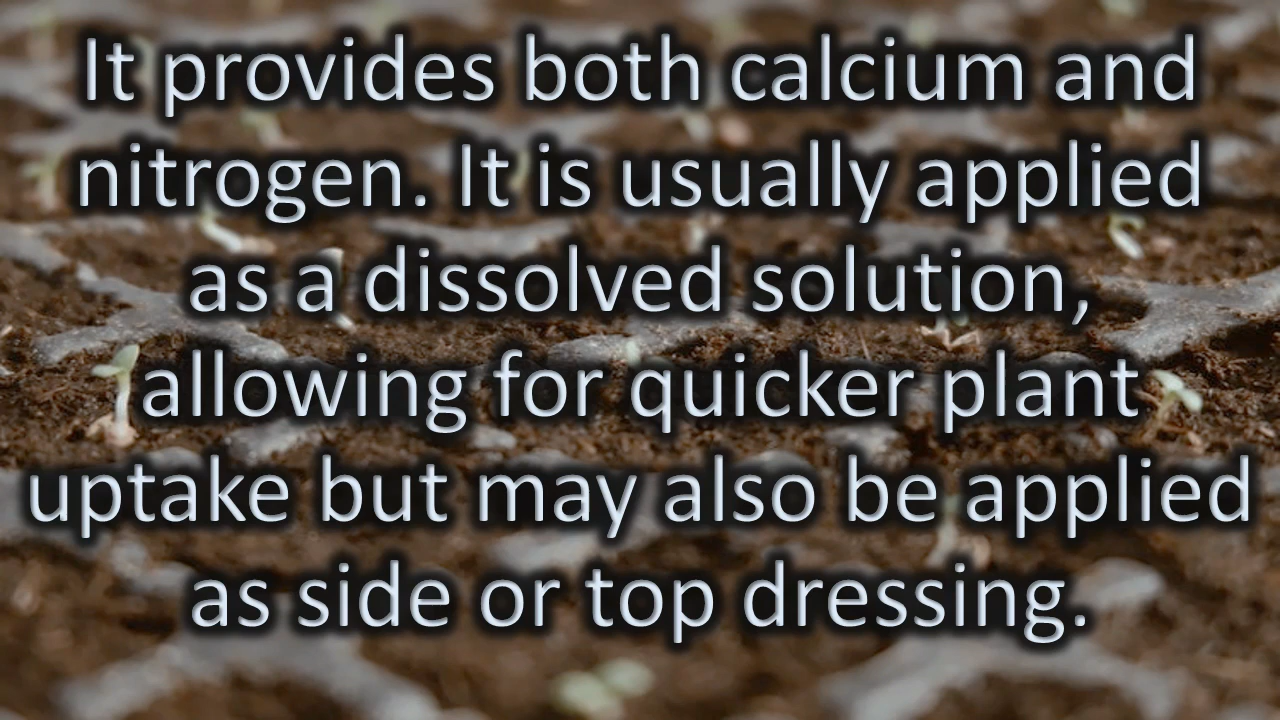 It provides both calcium and
nitrogen. It is usually applied
as a dissolved solution,
allowing for quicker plant
uptake but may also be applied
as side or top dressing.